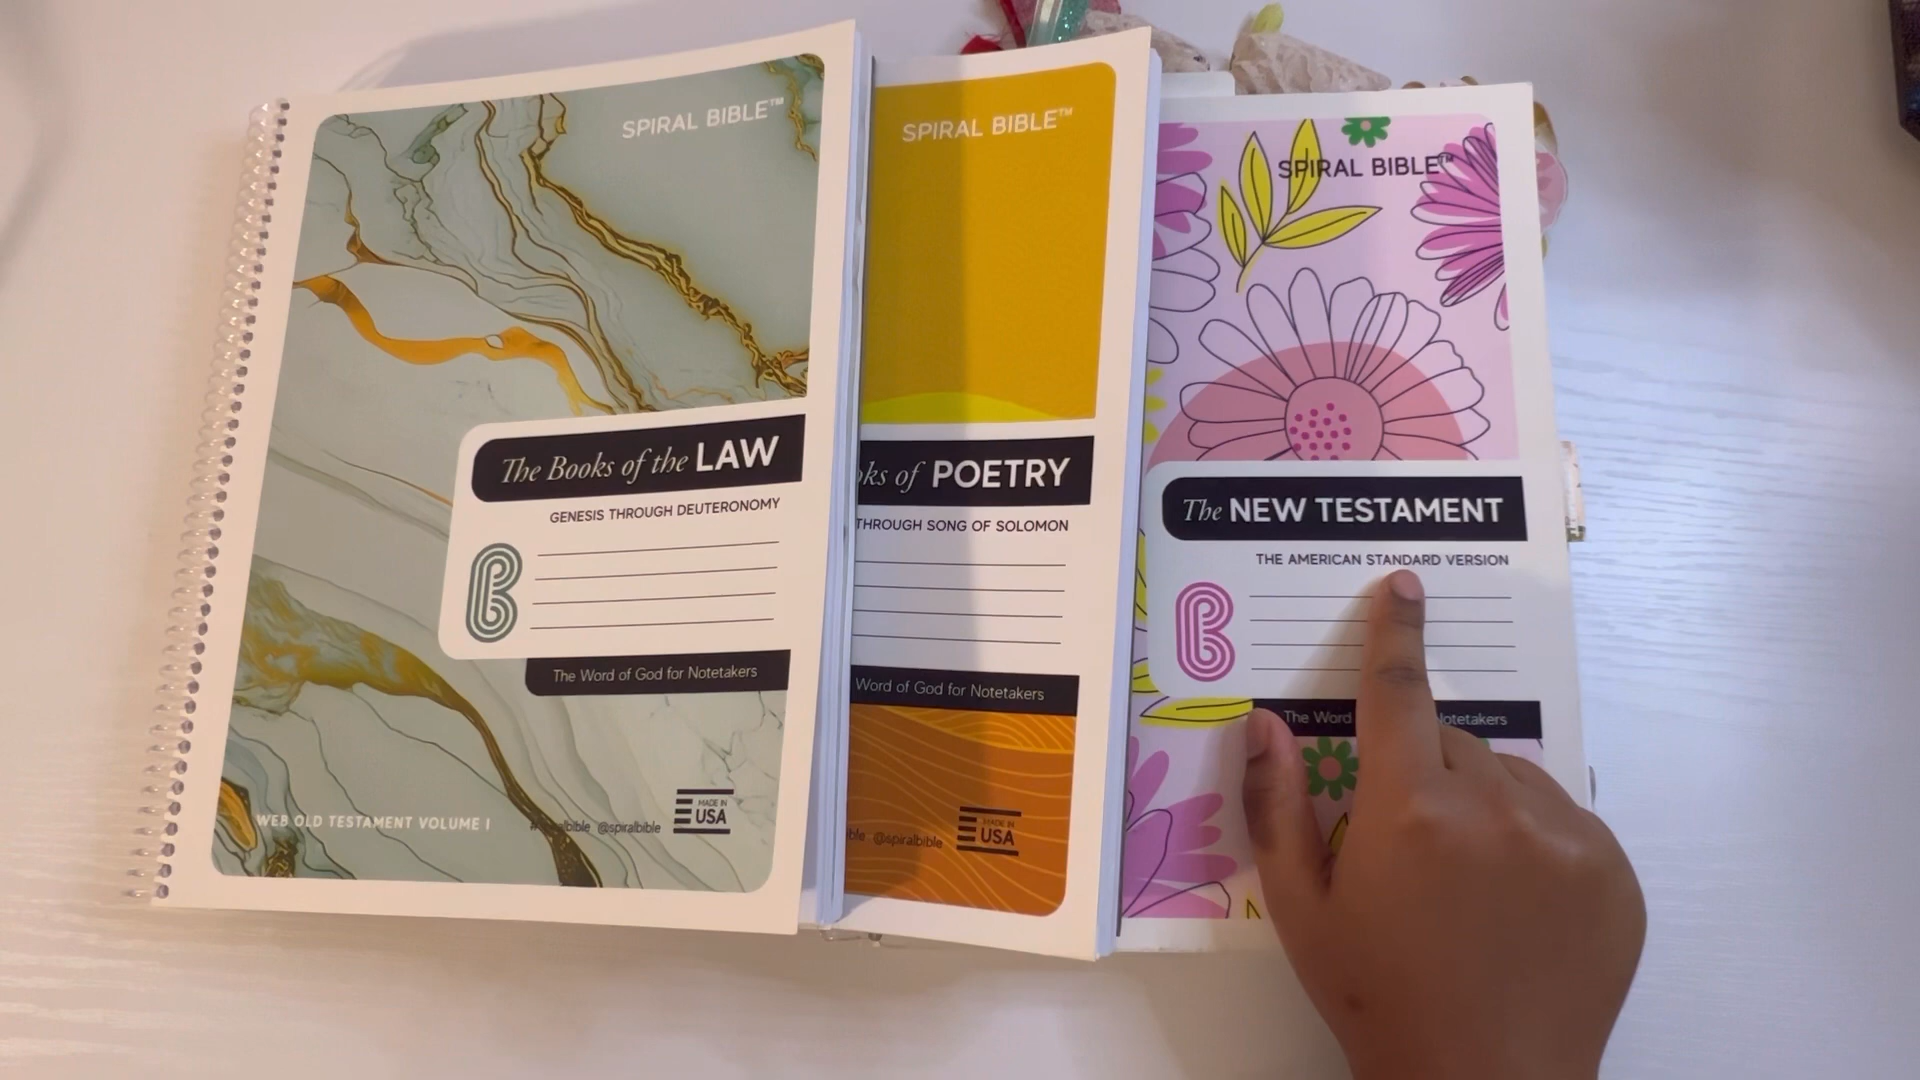 SPIRAL BIBLE™
The Books of the LAW
GENESIS THROUGH DEUTERONOMY
The Word of God for Notetakers
WEB OLD TESTAMENT VOLUME I
@spiralbible
MADE IN
USA
SPIRAL BIBLE™
of POETRY
THROUGH SONG OF SOLOMON
Word of God for Notetakers
@spiralbible
MADE IN
USA
SPIRAL BIBLE™
The NEW TESTAMENT
THE AMERICAN STANDARD VERSION
The Word